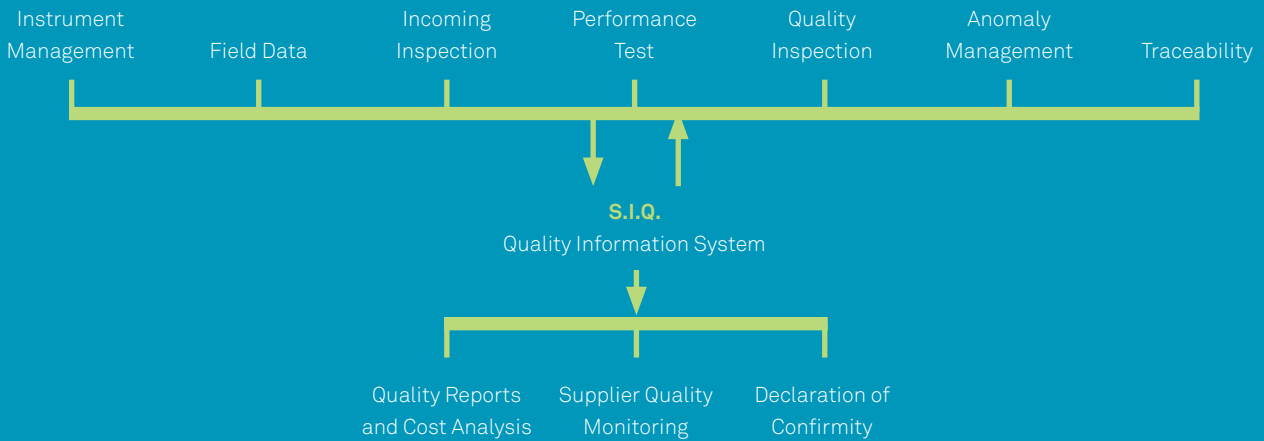 Instrument
Management
Field Data
Incoming
Inspection
Performance
Test
Quality
Inspection
Anomaly
Management
Traceability
S.I.Q.
Quality Information System
Quality Reports
and Cost Analysis
Supplier Quality
Monitoring
Declaration of
Confirmity